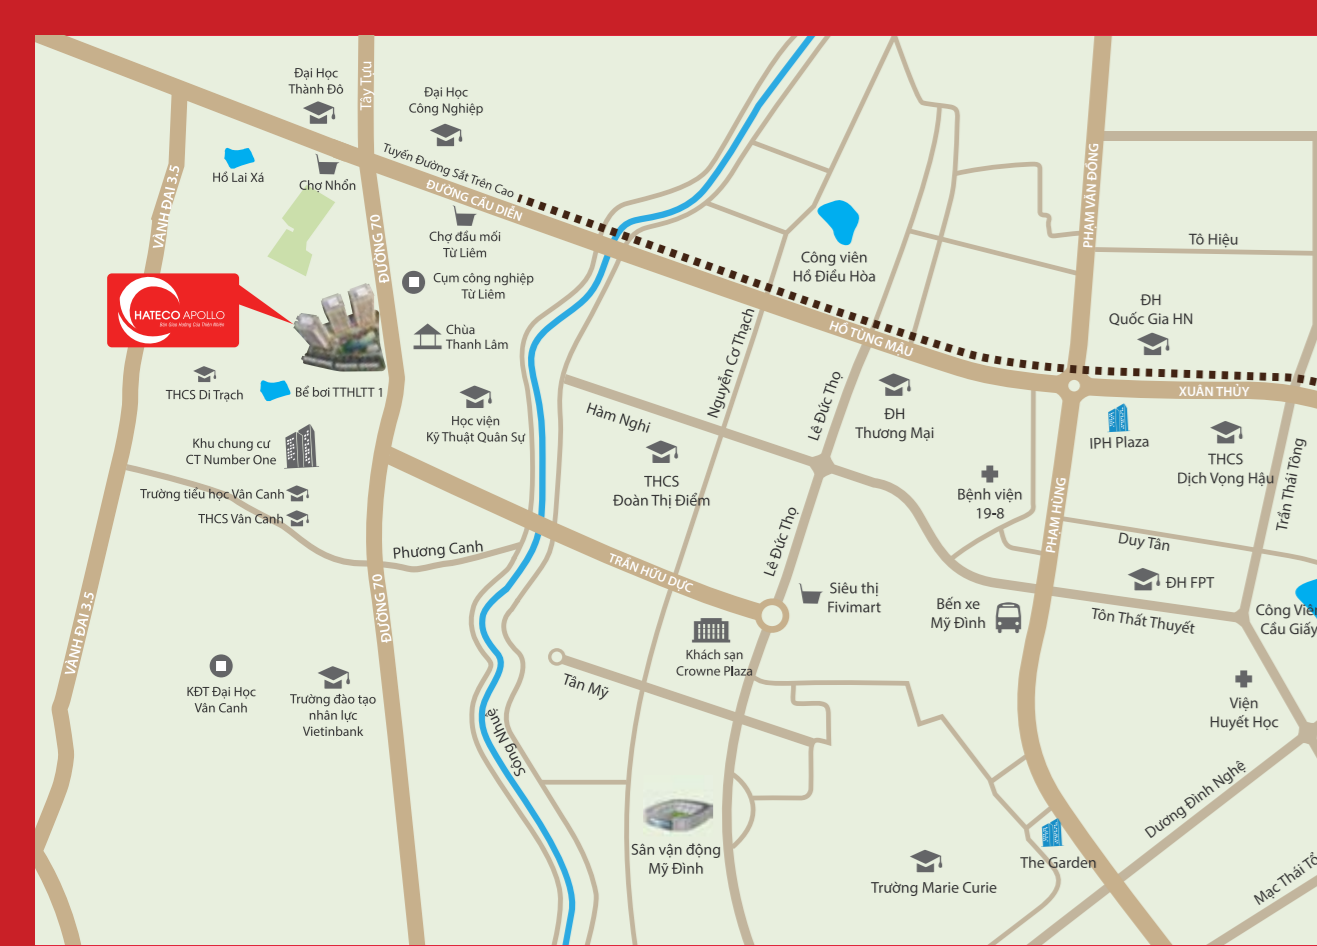 Đại Học
Thành Đô
Tây Tựu
Đại Học
Công Nghiệp
Hồ Lai Xá
Chợ Nhổn
Tuyến Đường Sắt Trên Cao
ĐƯỜNG CẦU DIỄN
VÀNH ĐAI 3.5
ĐƯỜNG 70
Chợ đầu mối
Từ Liêm
Cụm công nghiệp
Từ Liêm
HATECO APOLLO
Chùa
Thanh Lâm
THCS Di Trạch
Bể bơi TTHLTT 1
Học viện
Kỹ Thuật Quân Sự
Khu chung cư
CT Number One
Trường tiểu học Vân Canh
THCS Vân Canh
Phương Canh
ĐƯỜNG 70
VÀNH ĐAI 3.5
KĐT Đại Học
Vân Canh
Trường đào tạo
nhân lực
Vietinbank
Sông Nhuệ
Công viên
Hồ Điều Hòa
HỒ TÙNG MẬU
Nguyễn Cơ Thạch
Lê Đức Thọ
Hàm Nghi
THCS
Đoàn Thị Điểm
ĐH
Thương Mại
Bệnh viện
19-8
Lê Đức Thọ
TRẦN HỮU DỰC
Siêu thị
Fivimart
Khách sạn
Crowne Plaza
Tân Mỹ
Sân vận động
Mỹ Đình
Bến xe
Mỹ Đình
PHẠM VĂN ĐỒNG
Tô Hiệu
ĐH
Quốc Gia HN
XUÂN THỦY
IPH Plaza
THCS
Dịch Vọng Hậu
Trần Thái Tông
PHẠM HÙNG
Duy Tân
ĐH FPT
Tôn Thất Thuyết
Công Viên
Cầu Giấy
Viện
Huyết Học
Dương Đình Nghệ
Mạc Thái Tổ
The Garden
Trường Marie Curie